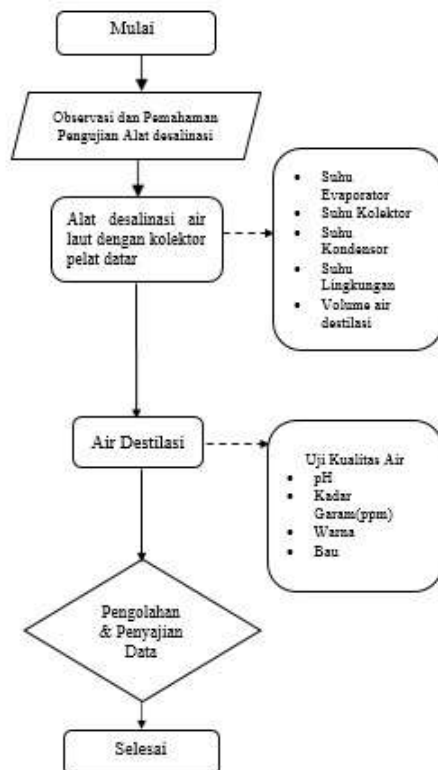 Mulai
Observasi dan Pemahaman
Pengujian Alat desalinasi
Alat desalinasi air
laut dengan kolektor
pelat datar
• Suhu
Evaporator
• Suhu Kolektor
• Suhu
Kondensor
• Suhu
Lingkungan
• Volume air
destilasi
Air Destilasi
Uji Kualitas Air
• pH
• Kadar
Garam(ppm)
• Warna
• Bau
Pengolahan
& Penyajian
Data
Selesai